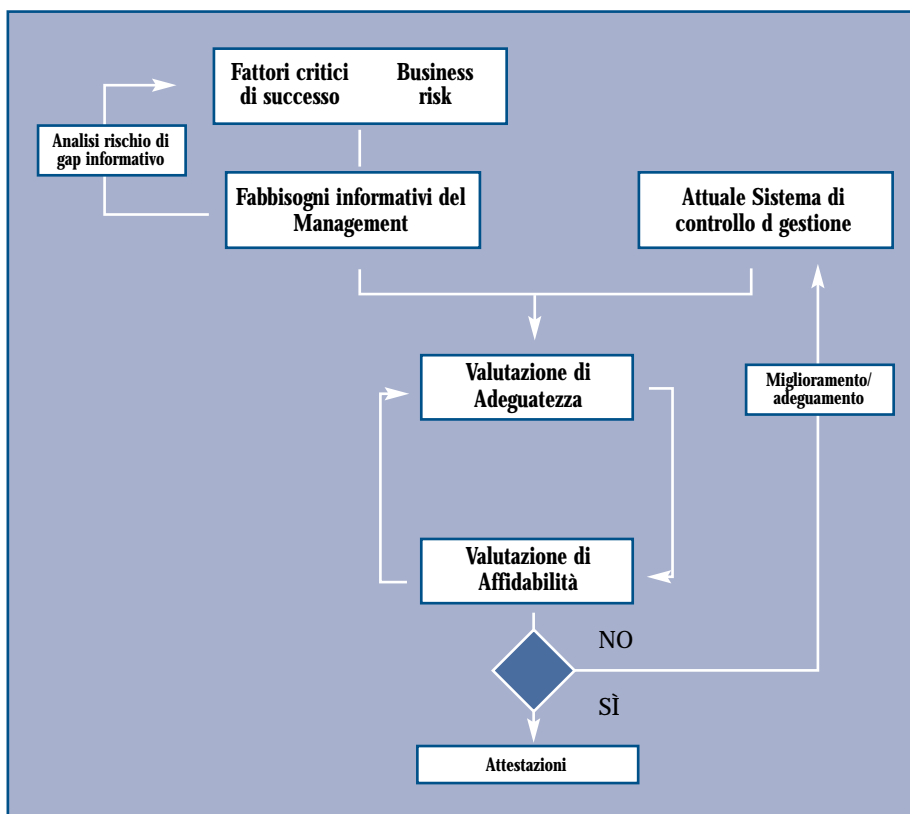 Fattori critici
di successo
Business
risk
Analisi rischio di
gap informativo
Fabbisogni informativi del
Management
Attuale Sistema di
controllo d gestione
Valutazione di
Adeguatezza
Miglioramento/
adeguamento
Valutazione di
Affidabilità
NO
SÌ
Attestazioni